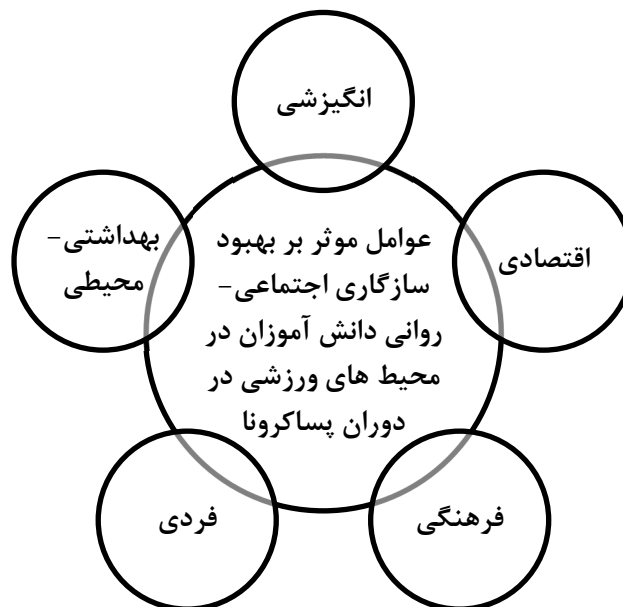 انگیزشی
بهداشتی-
محیطی
عوامل موثر بر بهبود
سازگاری اجتماعی-
روانی دانش آموزان در
محیط های ورزشی در
دوران پساکرونا
اقتصادی
فردی
فرهنگی